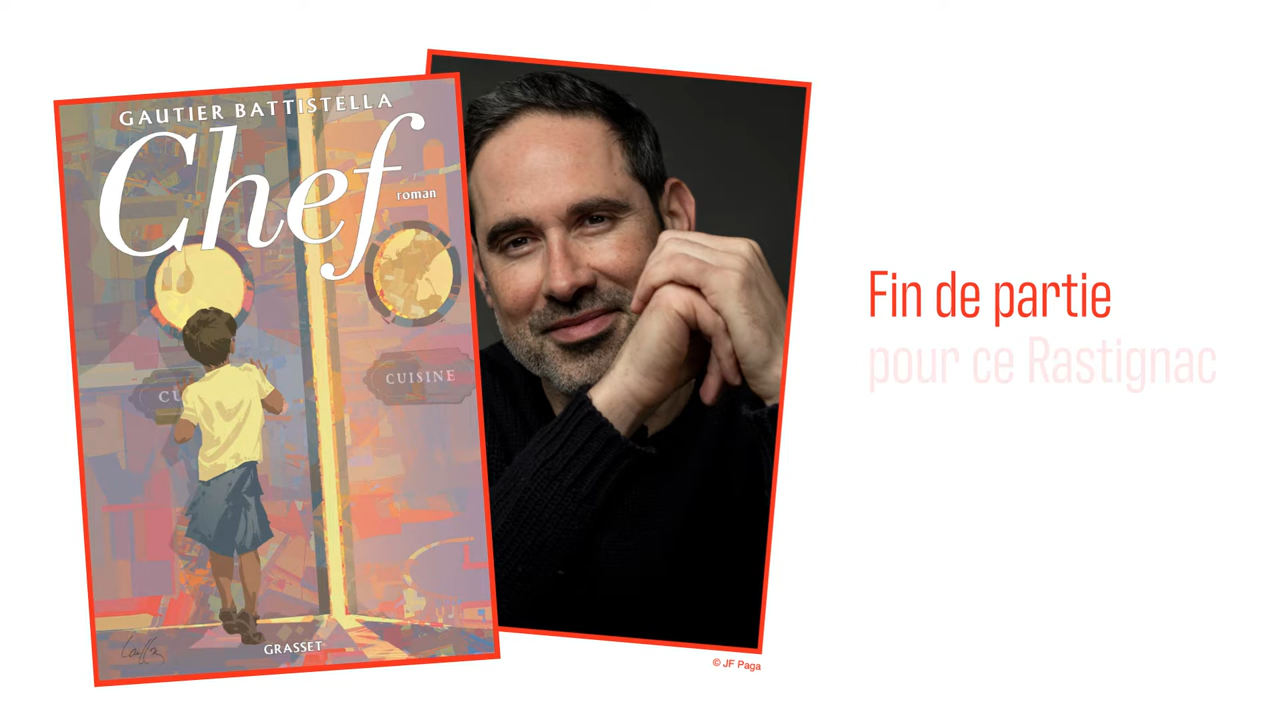 GAUTIER BATTISTELLA
Chef
roman
CUISINE
GRASSET
© JF Paga
Fin de partie
pour ce Rastignac